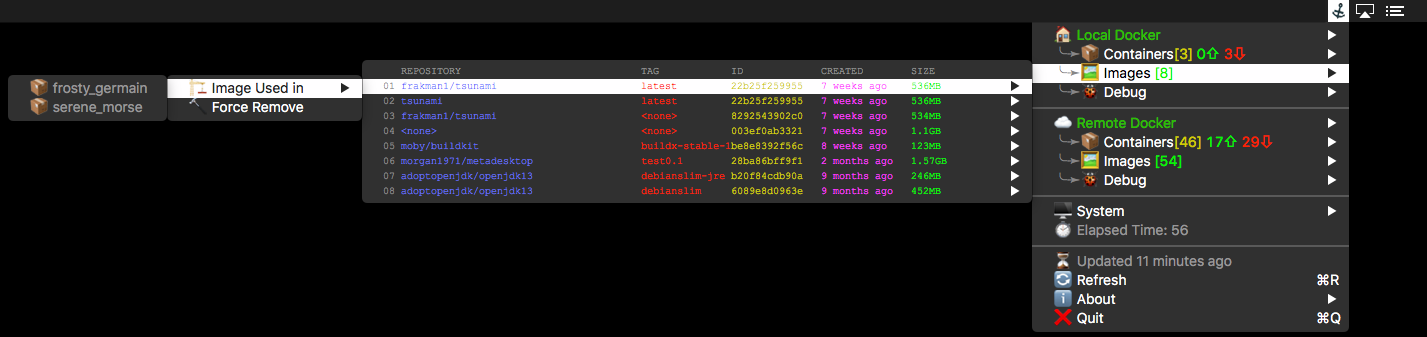 Local Docker
Containers[3] 0⇧ 3⇩
Images [8]
Debug
Remote Docker
Containers[46] 17⇧ 29⇩
Images [54]
Debug
System
Elapsed Time: 56
Updated 11 minutes ago
Refresh ⌘R
About
Quit ⌘Q
REPOSITORY TAG ID CREATED SIZE
01 frakman1/tsunami latest 22b25f259955 7 weeks ago 536MB
02 tsunami latest 22b25f259955 7 weeks ago 536MB
03 frakman1/tsunami <none> 8292543902c0 7 weeks ago 534MB
04 <none> <none> 003ef0ab3321 7 weeks ago 1.1GB
05 moby/buildkit buildx-stable-1 be8e8392f56c 8 weeks ago 123MB
06 morgan1971/metadesktop test0.1 28ba86bff9f1 2 months ago 1.57GB
07 adoptopenjdk/openjdk13 debianslim-jre b20f84cdb90a 9 months ago 246MB
08 adoptopenjdk/openjdk13 debianslim 6089e8d0963e 9 months ago 452MB
Image Used in
Force Remove
frosty_germain
serene_morse